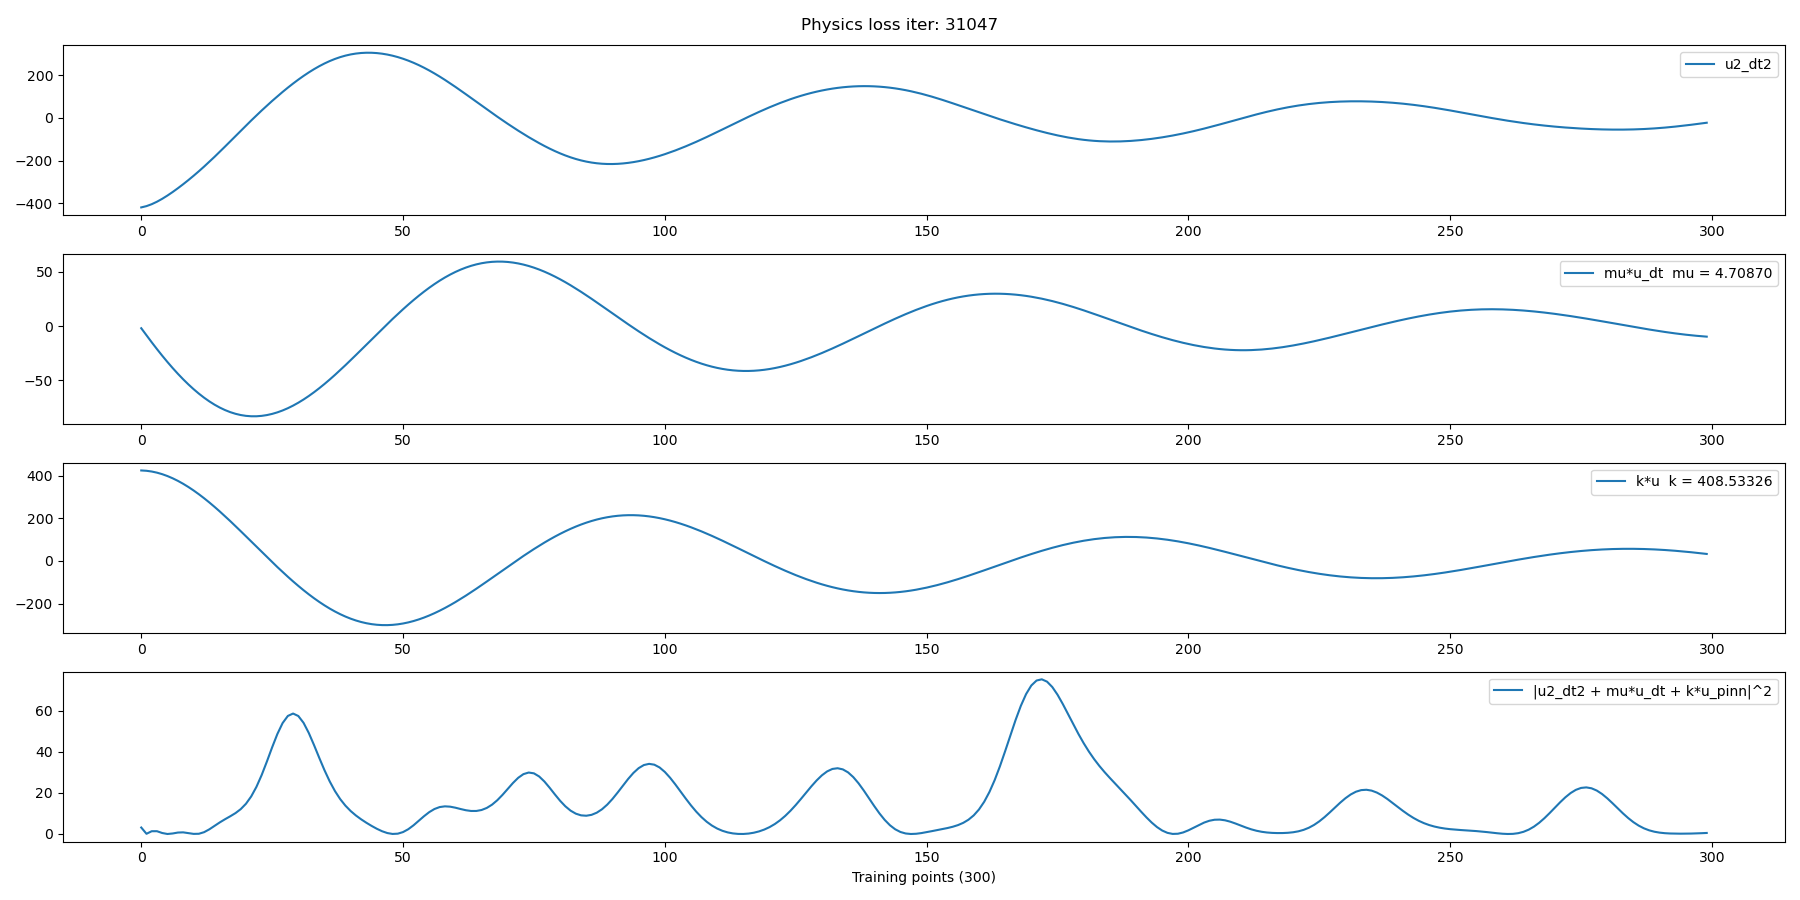 Physics loss iter: 31047
u2_dt2
200
0
−200
−400
0 50 100 150 200 250 300
mu*u_dt  mu = 4.70870
50
0
−50
0 50 100 150 200 250 300
k*u  k = 408.53326
400
200
0
−200
0 50 100 150 200 250 300
|u2_dt2 + mu*u_dt + k*u_pinn|^2
60
40
20
0
0 50 100 150 200 250 300
Training points (300)